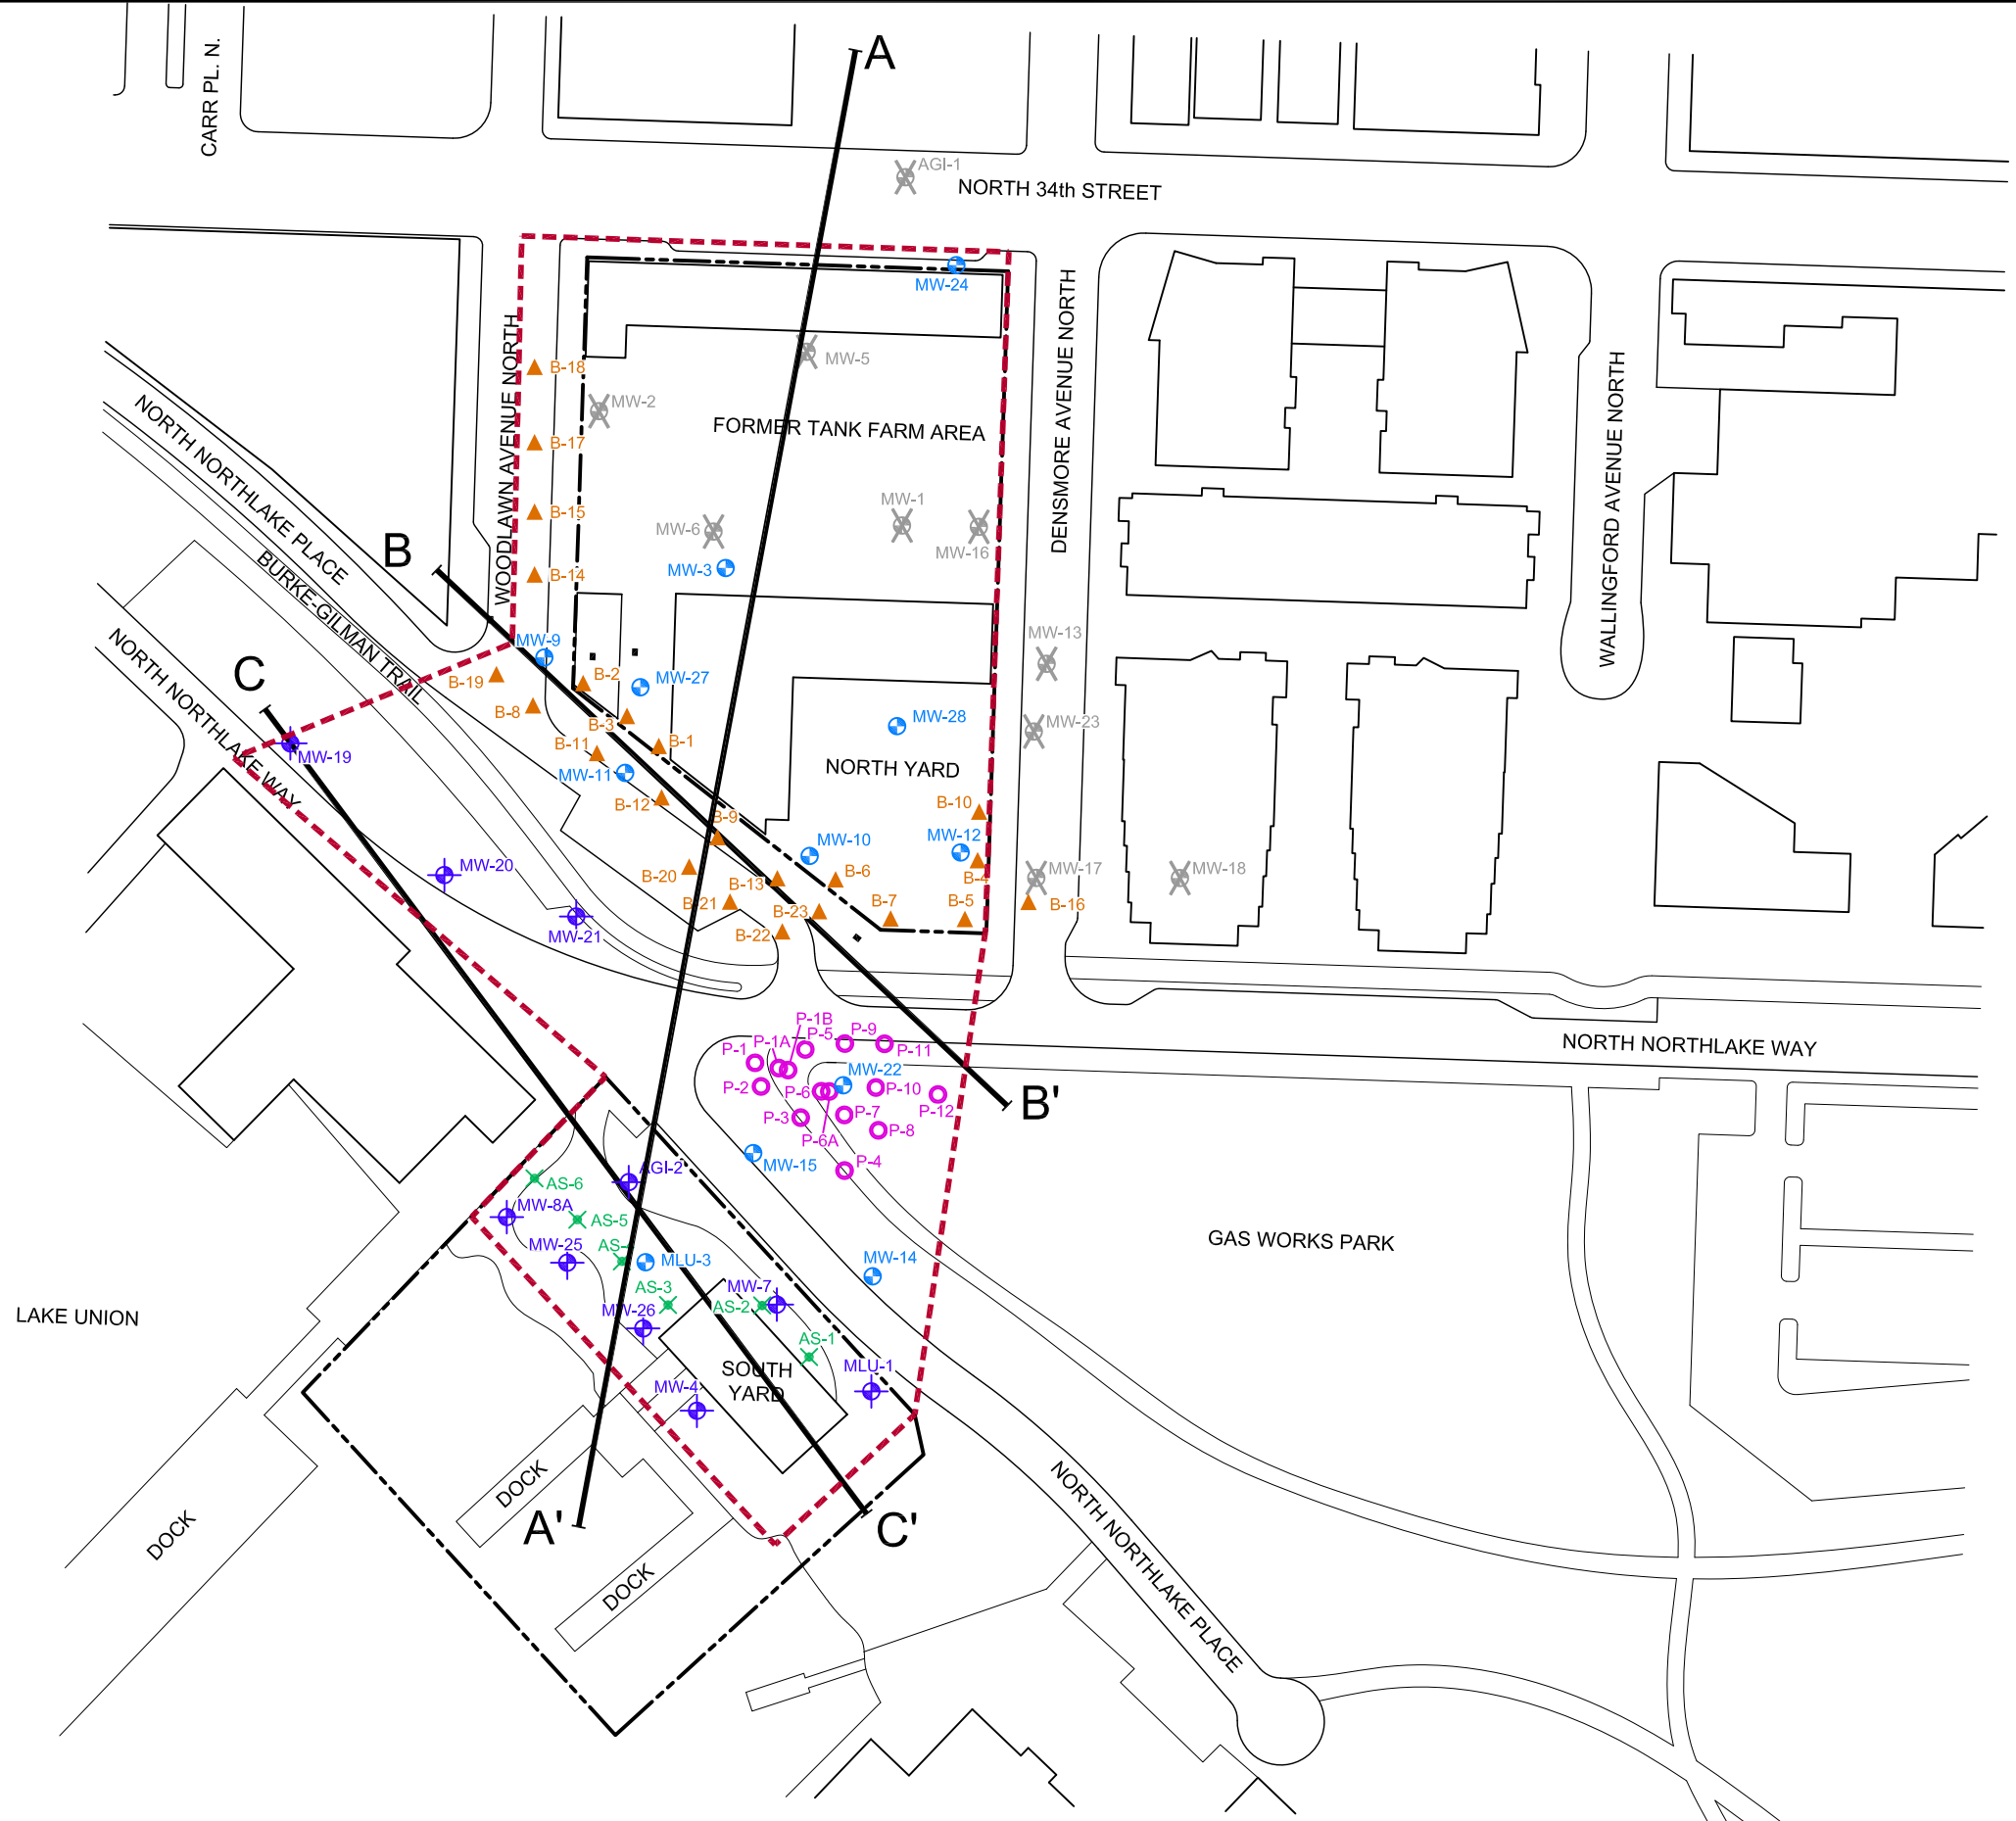 A
CARR PL. N.
AGI-1
NORTH 34th STREET
MW-24
DENSMORE AVENUE NORTH
WOODLAWN AVENUE NORTH
WALLINGFORD AVENUE NORTH
MW-5
B-18
MW-2
NORTH NORTHLAKE PLACE
FORMER TANK FARM AREA
B-17
MW-1
B-15
MW-6
MW-16
B
BURKE-GILMAN TRAIL
MW-3
B-14
NORTH NORTHLAKE WAY
MW-9
MW-13
C
B-19
B-2
MW-27
B-8
B-3
MW-28
MW-23
B-11
B-1
MW-19
NORTH YARD
MW-11
B-12
B-10
B-9
MW-10
MW-12
MW-20
B-20
B-13
B-6
B-4
MW-17
MW-18
B-21
B-23
B-7
B-5
B-16
MW-21
B-22
P-1B
P-9
P-1
P-1A
P-5
P-11
NORTH NORTHLAKE WAY
MW-22
P-2
P-6
P-10
B'
P-3
P-7
P-12
P-6A
P-8
MW-15
P-4
AGI-2
AS-6
MW-8A
AS-5
GAS WORKS PARK
MW-25
AS-4
MLU-3
MW-14
AS-3
MW-7
AS-2
LAKE UNION
MW-26
AS-1
SOUTH
YARD
MLU-1
MW-4
DOCK
DOCK
A'
C'
NORTH NORTHLAKE PLACE
DOCK